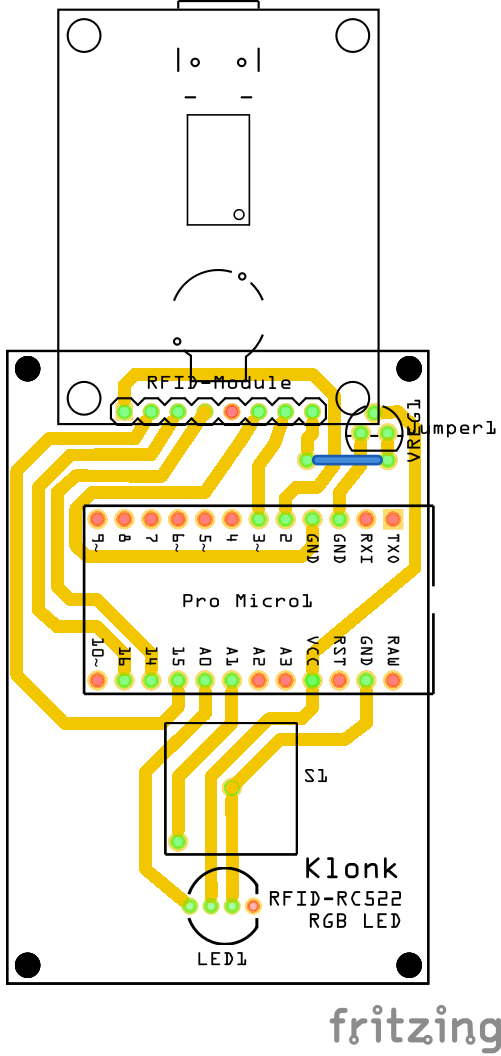 RFID-Module
VREG1
Jumper1
9~ 8 7 6~ 5~ 4 3~ 2 GND GND RXI TXO
Pro Micro1
10~ 16 14 15 A0 A1 A2 A3 VCC RST GND RAW
S1
Klonk
RFID-RC522
RGB LED
LED1
fritzing